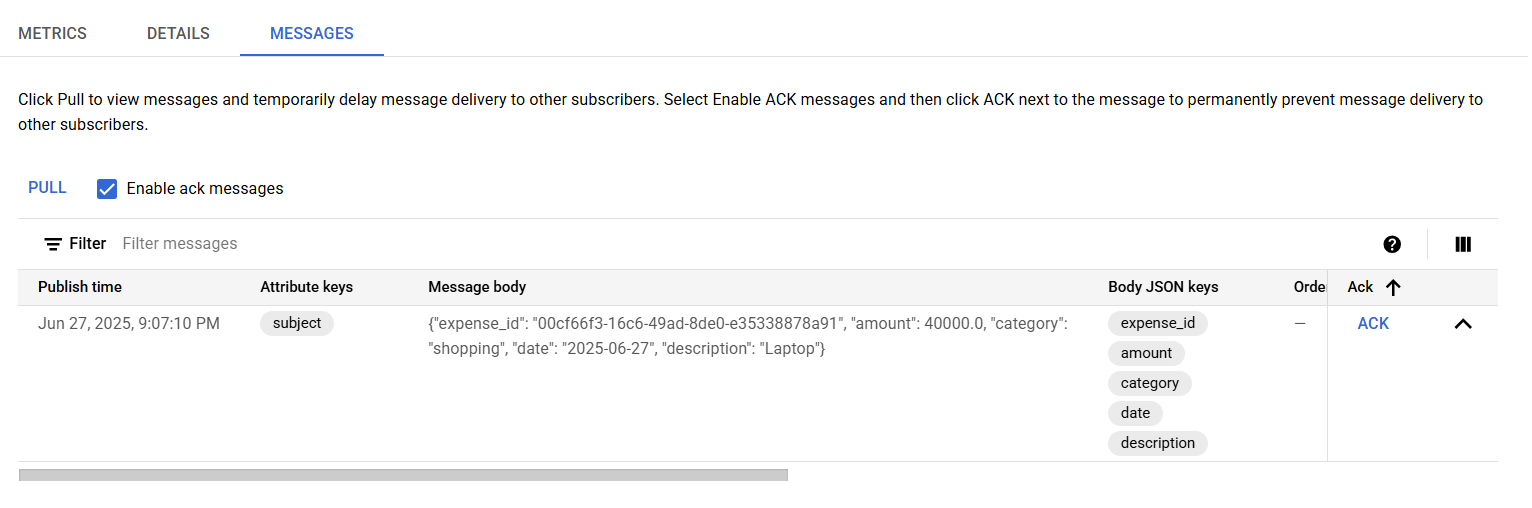 METRICS DETAILS MESSAGES
Click Pull to view messages and temporarily delay message delivery to other subscribers. Select Enable ACK messages and then click ACK next to the message to permanently prevent message delivery to
other subscribers.
PULL Enable ack messages
Filter Filter messages
Publish time Attribute keys Message body Body JSON keys Orde Ack
Jun 27, 2025, 9:07:10 PM subject {"expense_id": "00cf66f3-16c6-49ad-8de0-e35338878a91", "amount": 40000.0, "category": expense_id — ACK
"shopping", "date": "2025-06-27", "description": "Laptop"} amount
category
date
description